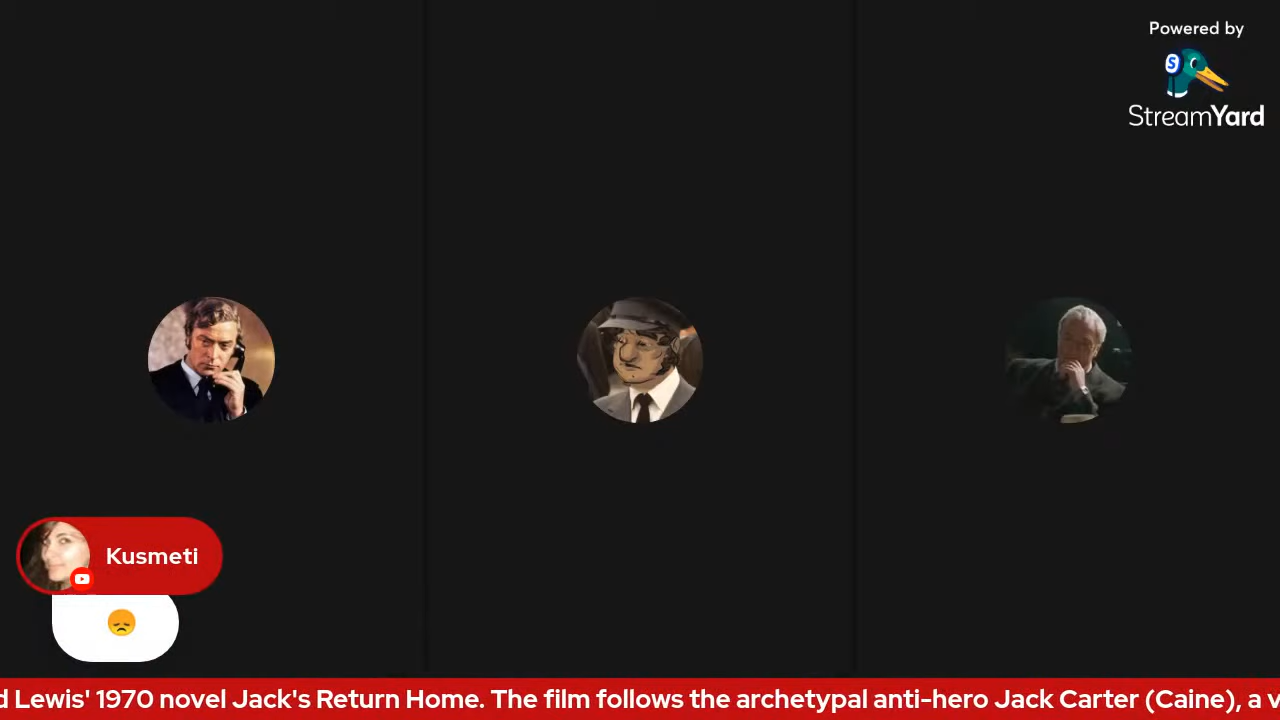 Powered by
S
StreamYard
Kusmeti
d Lewis' 1970 novel Jack's Return Home. The film follows the archetypal anti-hero Jack Carter (Caine), a v